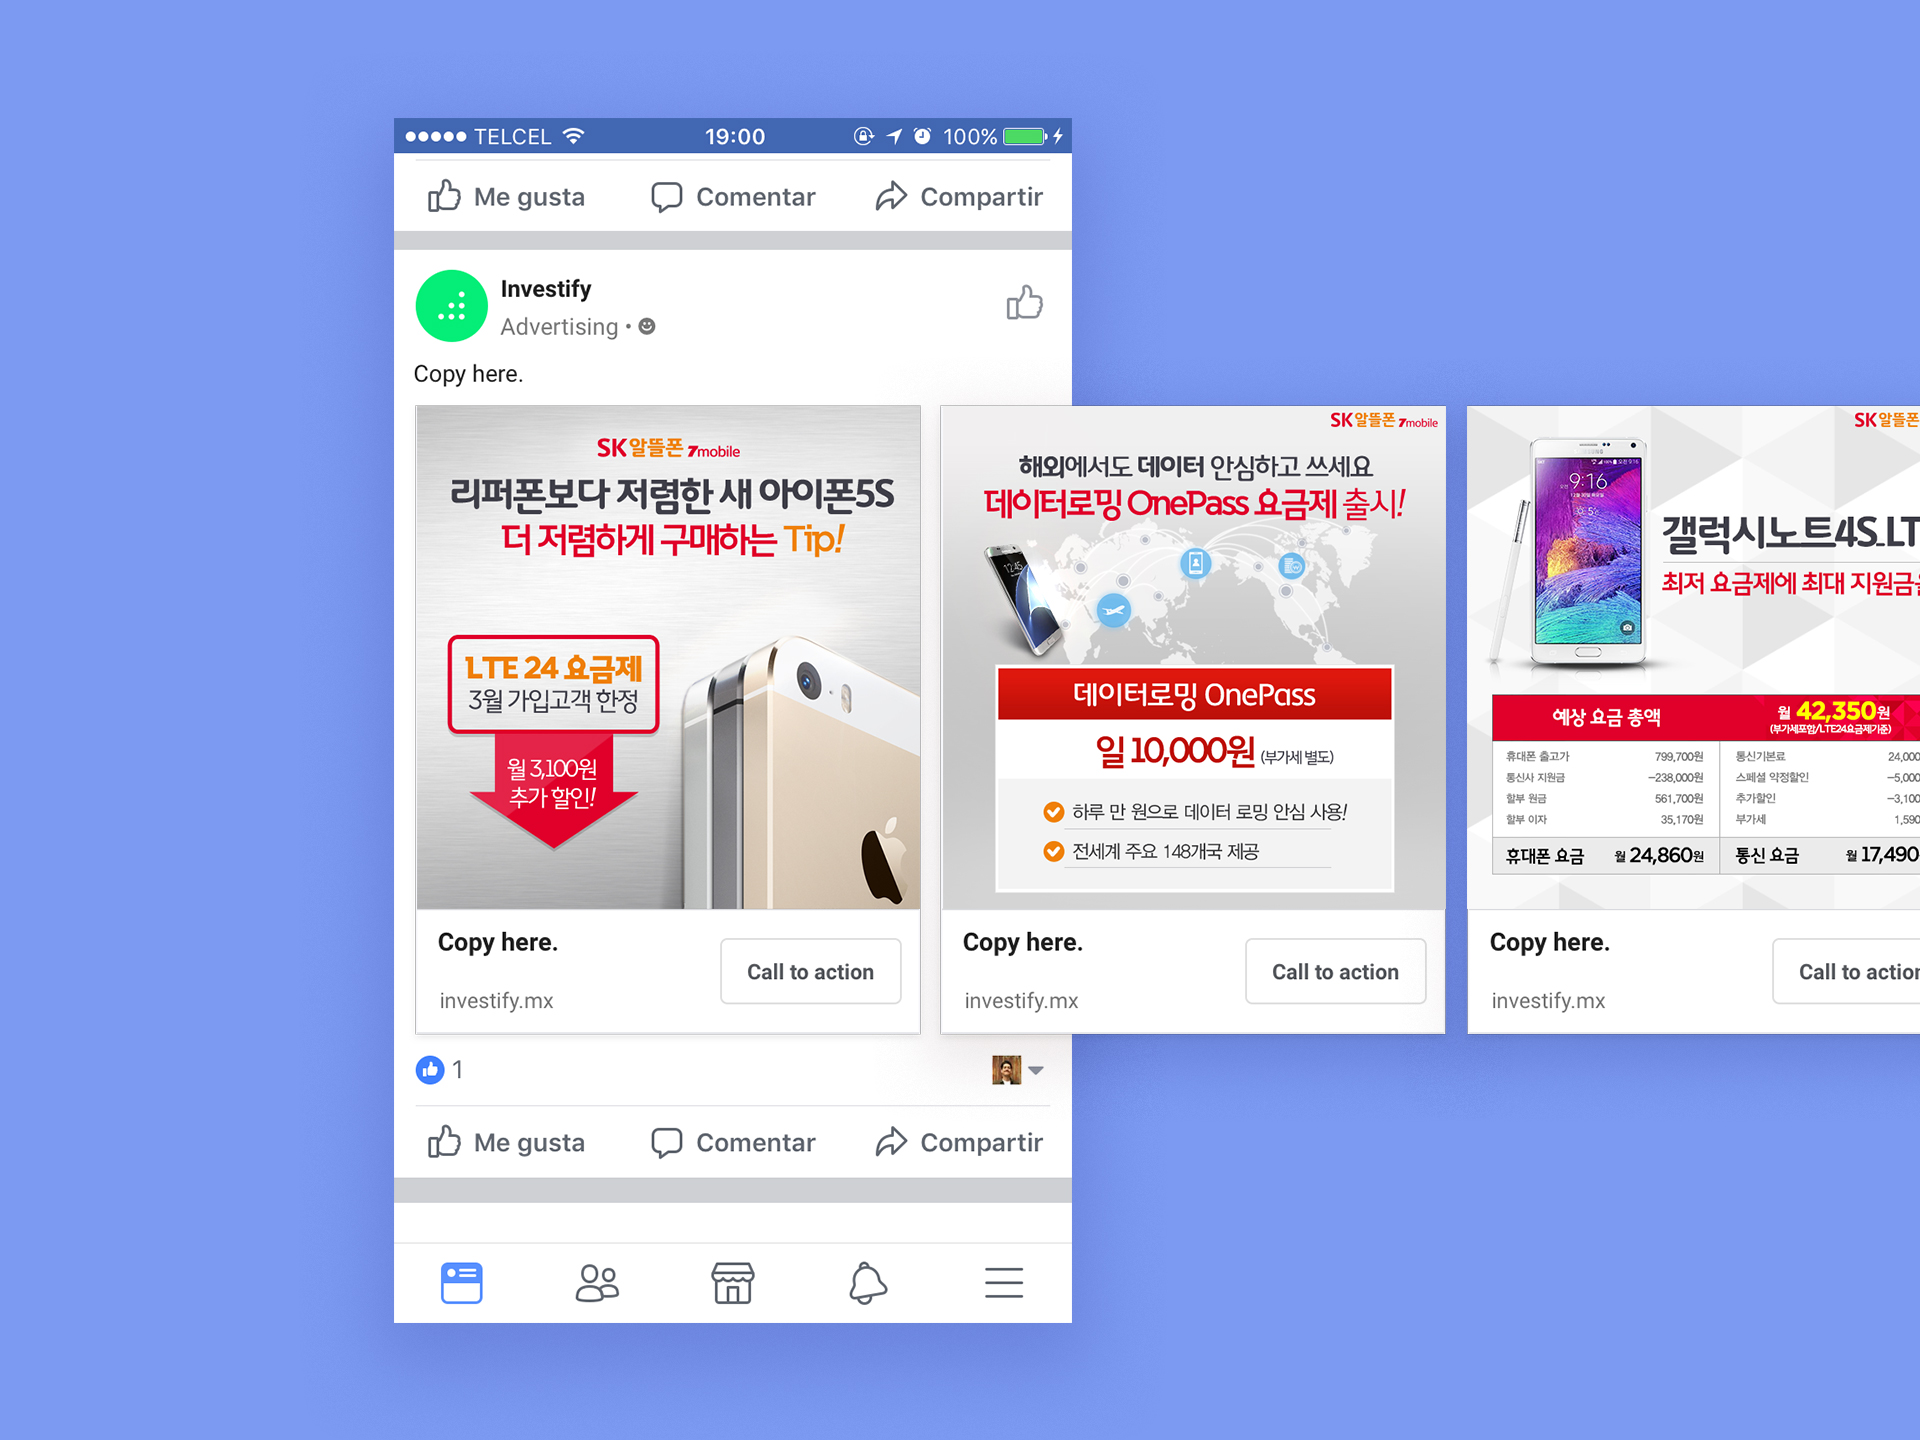 TELCEL
19:00
100%
Me gusta
Comentar
Compartir
Investify
Advertising •
Copy here.
SK알뜰폰 7mobile
리퍼폰보다 저렴한 새 아이폰5S
더 저렴하게 구매하는 Tip!
LTE 24 요금제
3월 가입고객 한정
월 3,100원
추가 할인!
Copy here.
Call to action
investify.mx
SK알뜰폰 7mobile
해외에서도 데이터 안심하고 쓰세요
데이터로밍 OnePass 요금제 출시!
12:45
데이터로밍 OnePass
일 10,000원 (부가세 별도)
하루 만 원으로 데이터 로밍 안심 사용!
전세계 주요 148개국 제공
Copy here.
Call to action
investify.mx
SK알뜰폰
9:16
갤럭시노트4S_LT
최저 요금제에 최대 지원금을
예상 요금 총액
월 42,350원
(부가세포함/LTE24요금제기준)
휴대폰 출고가 799,700원
통신사 지원금 -238,000원
할부 원금 561,700원
할부 이자 35,170원
휴대폰 요금 월 24,860원
통신기본료 24,000
스페셜 약정할인 -5,000
추가할인 -3,100
부가세 1,590
통신 요금 월 17,490
Copy here.
Call to action
investify.mx
1
Me gusta
Comentar
Compartir